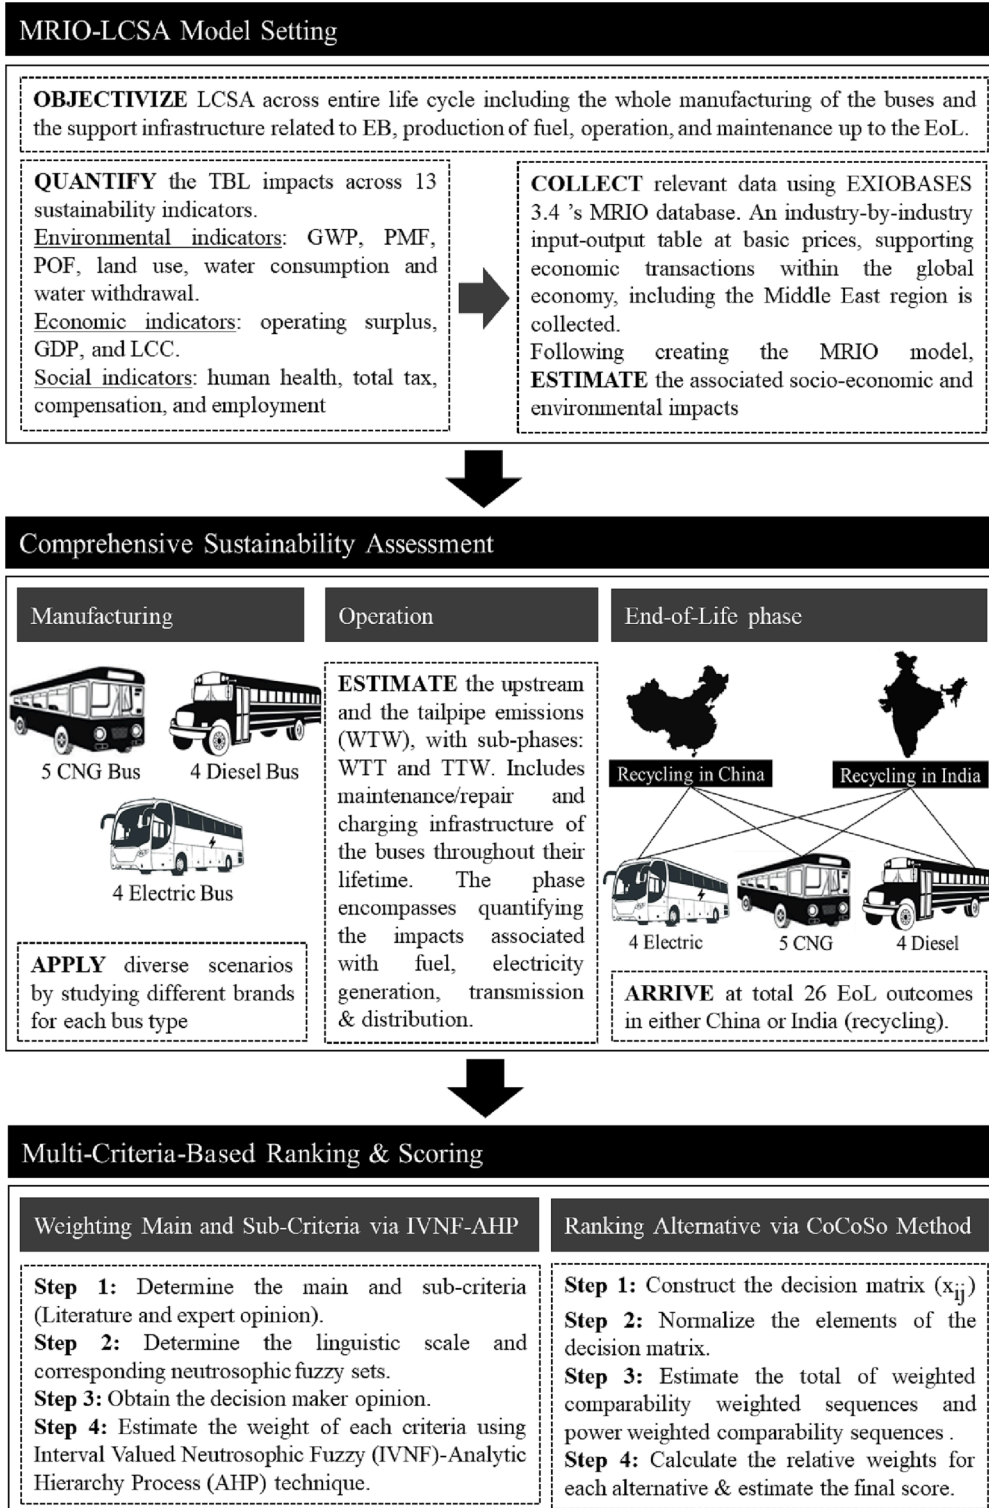 MRIO-LCSA Model Setting
OBJECTIVIZE LCSA across entire life cycle including the whole manufacturing of the buses and
the support infrastructure related to EB, production of fuel, operation, and maintenance up to the EoL.
QUANTIFY the TBL impacts across 13
sustainability indicators.
Environmental indicators: GWP, PMF,
POF, land use, water consumption and
water withdrawal.
Economic indicators: operating surplus,
GDP, and LCC.
Social indicators: human health, total tax,
compensation, and employment
COLLECT relevant data using EXIOBASES
3.4 's MRIO database. An industry-by-industry
input-output table at basic prices, supporting
economic transactions within the global
economy, including the Middle East region is
collected.
Following creating the MRIO model,
ESTIMATE the associated socio-economic and
environmental impacts
Comprehensive Sustainability Assessment
Manufacturing
5 CNG Bus
4 Diesel Bus
4 Electric Bus
APPLY diverse scenarios
by studying different brands
for each bus type
Operation
ESTIMATE the upstream
and the tailpipe emissions
(WTW), with sub-phases:
WTT and TTW. Includes
maintenance/repair and
charging infrastructure of
the buses throughout their
lifetime. The phase
encompasses quantifying
the impacts associated
with fuel, electricity
generation, transmission
& distribution.
End-of-Life phase
Recycling in China
Recycling in India
4 Electric
5 CNG
4 Diesel
ARRIVE at total 26 EoL outcomes
in either China or India (recycling).
Multi-Criteria-Based Ranking & Scoring
Weighting Main and Sub-Criteria via IVNF-AHP
Step 1: Determine the main and sub-criteria
(Literature and expert opinion).
Step 2: Determine the linguistic scale and
corresponding neutrosophic fuzzy sets.
Step 3: Obtain the decision maker opinion.
Step 4: Estimate the weight of each criteria using
Interval Valued Neutrosophic Fuzzy (IVNF)-Analytic
Hierarchy Process (AHP) technique.
Ranking Alternative via CoCoSo Method
Step 1: Construct the decision matrix (xij)
Step 2: Normalize the elements of the
decision matrix.
Step 3: Estimate the total of weighted
comparability weighted sequences and
power weighted comparability sequences .
Step 4: Calculate the relative weights for
each alternative & estimate the final score.